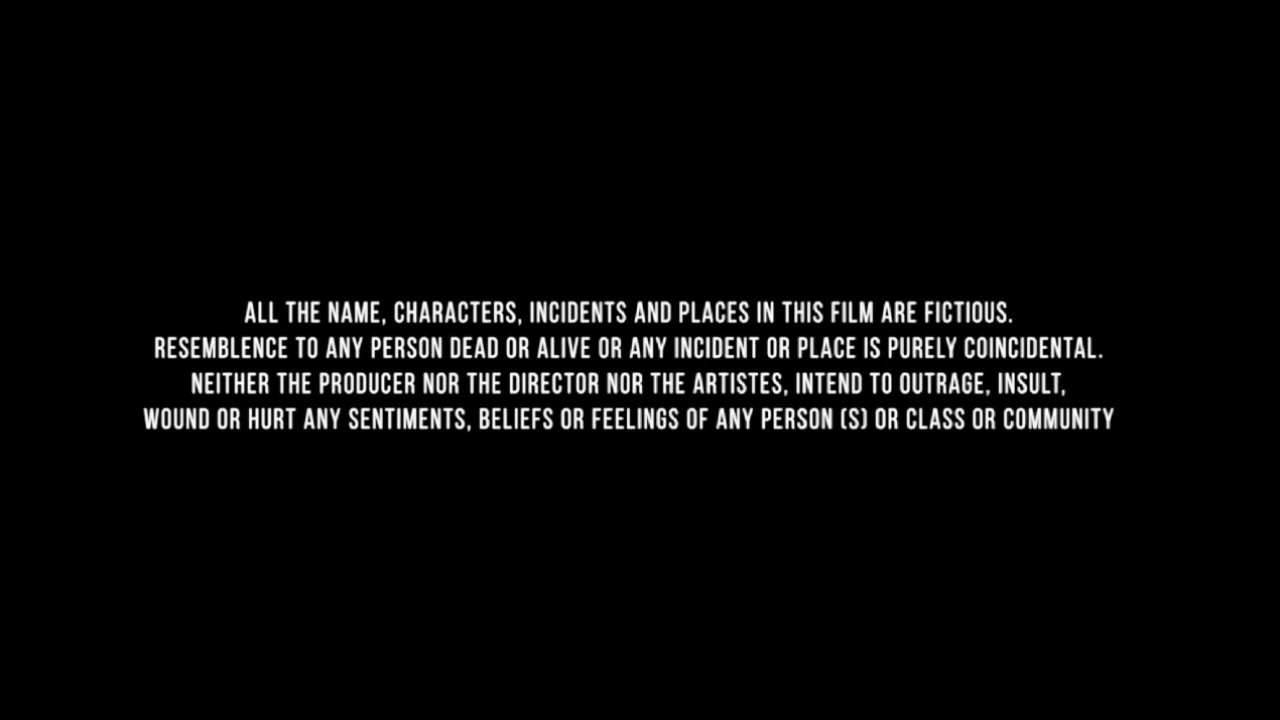 ALL THE NAME, CHARACTERS, INCIDENTS AND PLACES IN THIS FILM ARE FICTIOUS.
RESEMBLENCE TO ANY PERSON DEAD OR ALIVE OR ANY INCIDENT OR PLACE IS PURELY COINCIDENTAL.
NEITHER THE PRODUCER NOR THE DIRECTOR NOR THE ARTISTES, INTEND TO OUTRAGE, INSULT,
WOUND OR HURT ANY SENTIMENTS, BELIEFS OR FEELINGS OF ANY PERSON (S) OR CLASS OR COMMUNITY